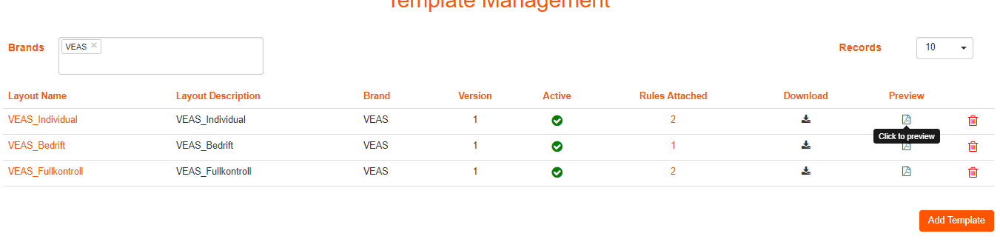 Template Management
Brands VEAS × Records 10
Layout Name Layout Description Brand Version Active Rules Attached Download Preview
VEAS_Individual VEAS_Individual VEAS 1 2
Click to preview
VEAS_Bedrift VEAS_Bedrift VEAS 1 1
VEAS_Fullkontroll VEAS_Fullkontroll VEAS 1 2
Add Template